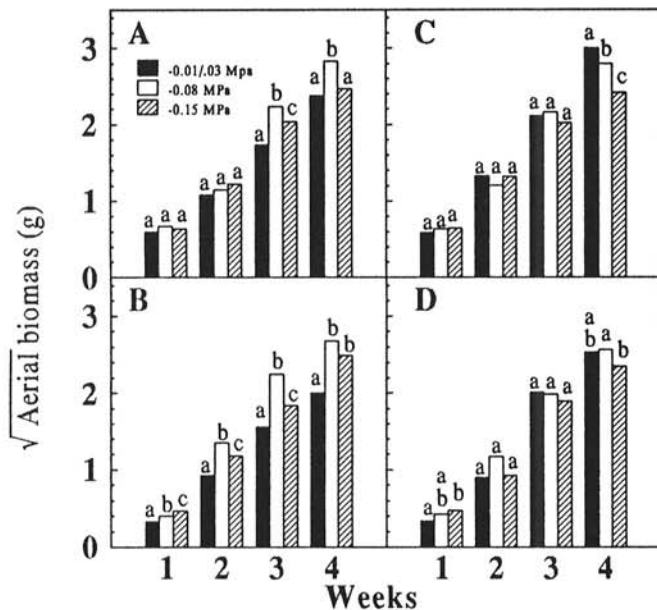 A
-0.01/.03 Mpa
-0.08 MPa
-0.15 MPa
3
2
1
0
a a a
a a a
a b c
a b a
C
a a a
a a a
a a a
a b c
B
3
2
1
0
a b c
a b c
a b c
a b b
D
a a b b
a a a
a a a
a b a b
√Aerial biomass (g)
1 2 3 4
1 2 3 4
Weeks